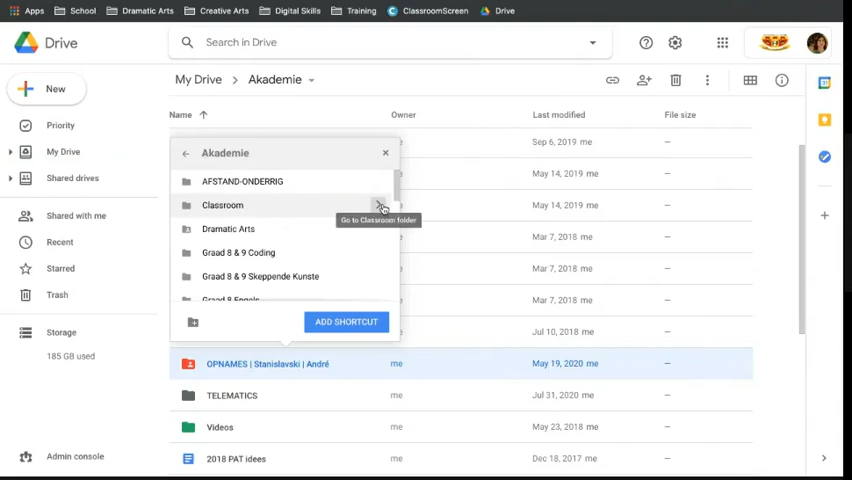 Apps School Dramatic Arts Creative Arts Digital Skills Training ClassroomScreen Drive
Drive Search in Drive
My Drive Akademie
New
Name Owner Last modified File size
Priority
Sep 6, 2019 me —
My Drive
Akademie
Shared drives
AFSTAND-ONDERRIG
May 14, 2019 me —
Classroom
May 14, 2019 me —
Shared with me
Go to Classroom folder
Dramatic Arts
Mar 7, 2018 me —
Recent
Graad 8 & 9 Coding
Mar 7, 2018 me —
Starred
Graad 8 & 9 Skeppende Kunste
Trash
Graad 8 Engels
Mar 7, 2018 me —
ADD SHORTCUT
Storage
Jul 10, 2018 me —
185 GB used
OPNAMES | Stanislavski | André me May 19, 2020 me —
TELEMATICS me Jul 31, 2020 me —
Videos me May 23, 2018 me —
Admin console
2018 PAT idees me Dec 18, 2017 me —